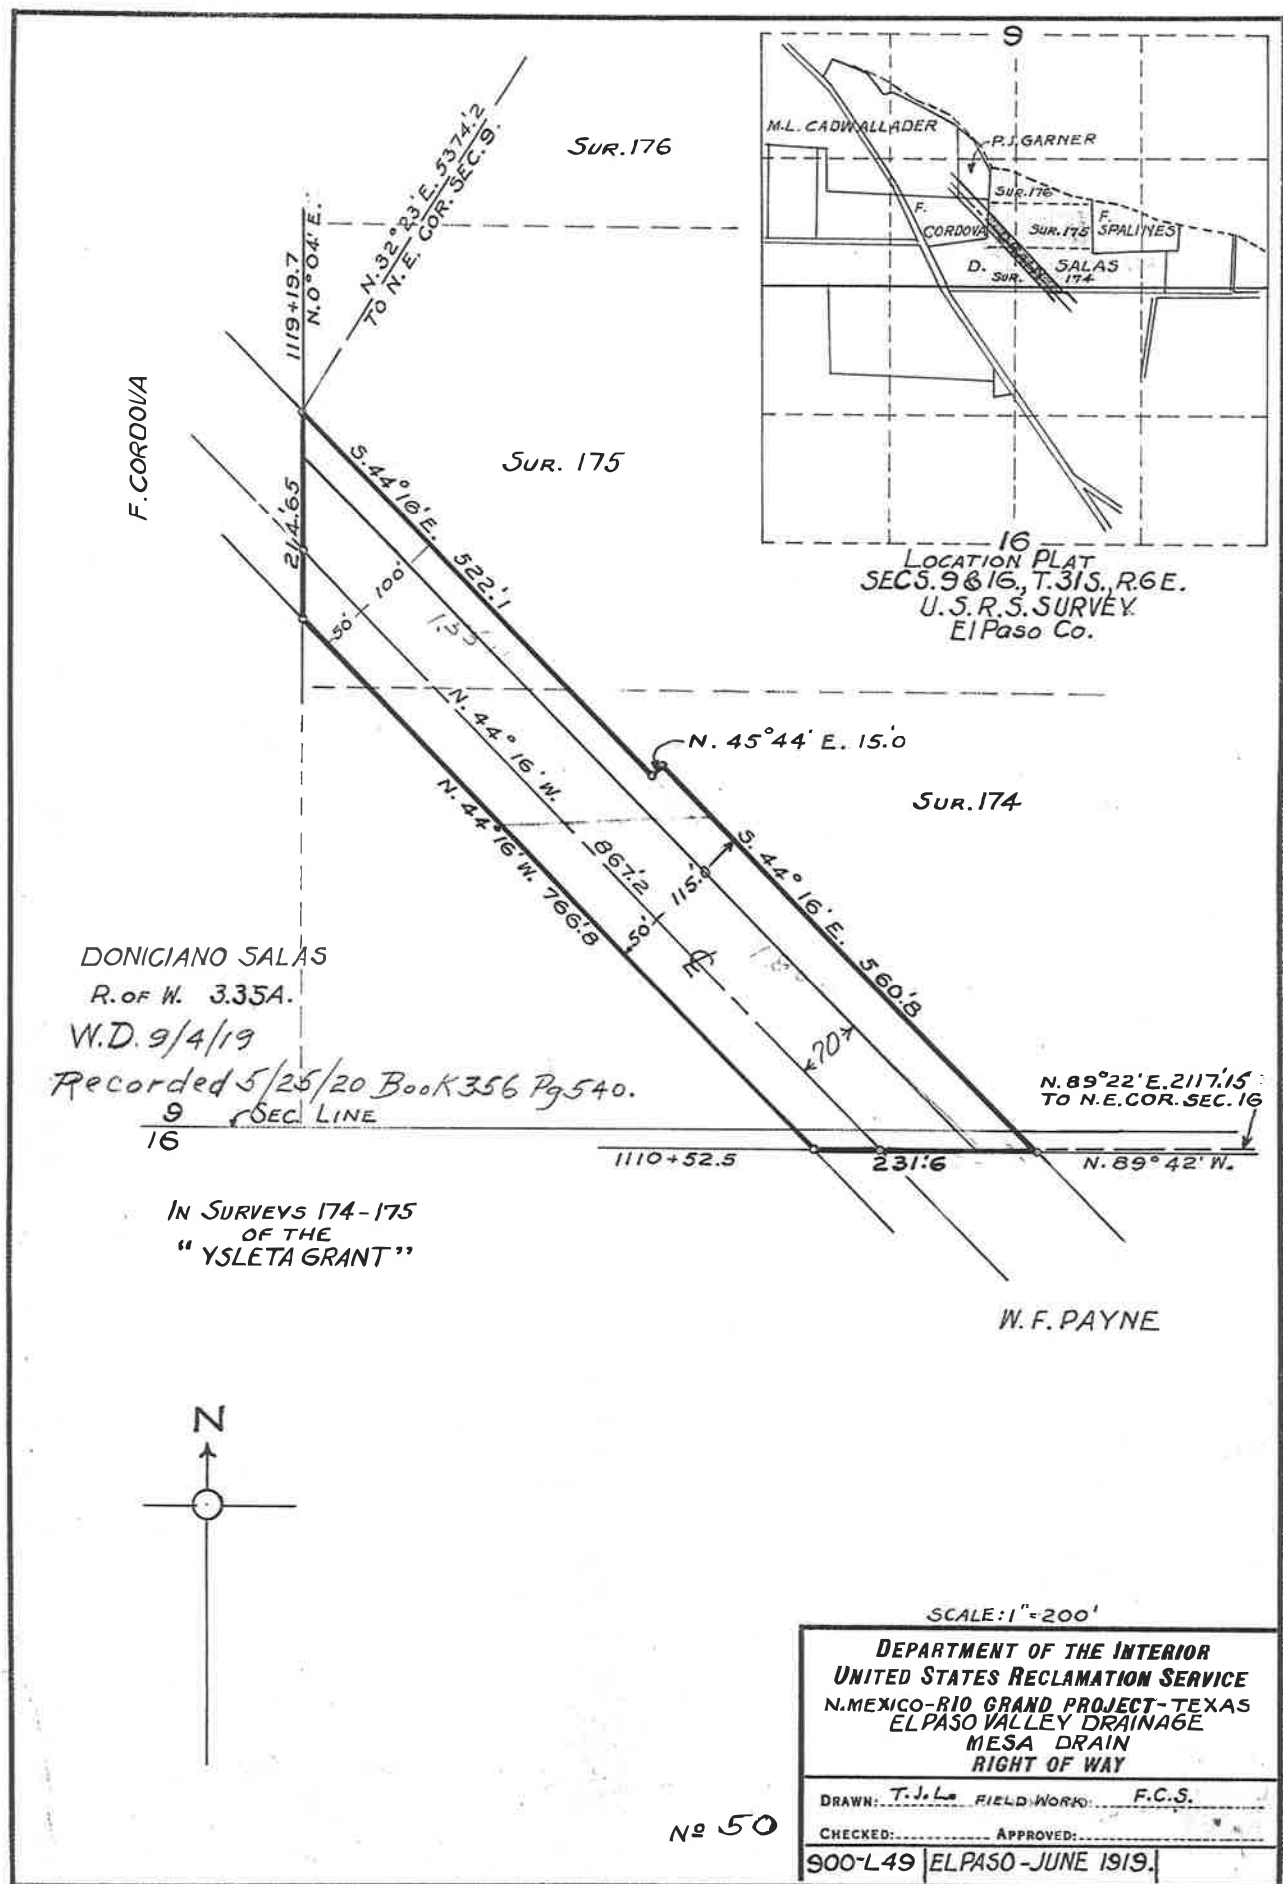 N.32°23'E. 5374.'2
TO N.E. COR. SEC. 9.
SUR. 176
1119+19.7
N.0°04'E.
F. CORDOVA
9
M.L. CADWALLADER
P.J. GARNER
SUR. 176
F.
CORDOVA
SUR. 175
F.
SPALINES
DRAIN
D. SALAS
SUR. 174
16
LOCATION PLAT
SECS. 9 & 16, T.31S., R.6E.
U.S.R.S. SURVEY.
El Paso Co.
SUR. 175
S.44°16'E. 522.'1
214.'65
50' 100'
N. 45°44' E. 15.'0
N. 44°16'W. 867.'2
N. 44°16'W. 766.'8
SUR. 174
S. 44°16'E. 560.'8
50' 115.'
℄
70'
DONICIANO SALAS
R. OF W. 3.35A.
W.D. 9/4/19
Recorded 5/25/20 Book 356 Pg 540.
9
SEC. LINE
16
N. 89°22'E. 2117.'15
TO N.E. COR. SEC. 16
1110+52.5
231.'6
N. 89°42' W.
IN SURVEYS 174-175
OF THE
"YSLETA GRANT"
W. F. PAYNE
N
SCALE: 1"=200'
DEPARTMENT OF THE INTERIOR
UNITED STATES RECLAMATION SERVICE
N.MEXICO-RIO GRAND PROJECT-TEXAS
EL PASO VALLEY DRAINAGE
MESA DRAIN
RIGHT OF WAY
DRAWN: T.J.L. FIELD WORK: F.C.S.
CHECKED: APPROVED:
900-L49 EL PASO - JUNE 1919.
Nº 50